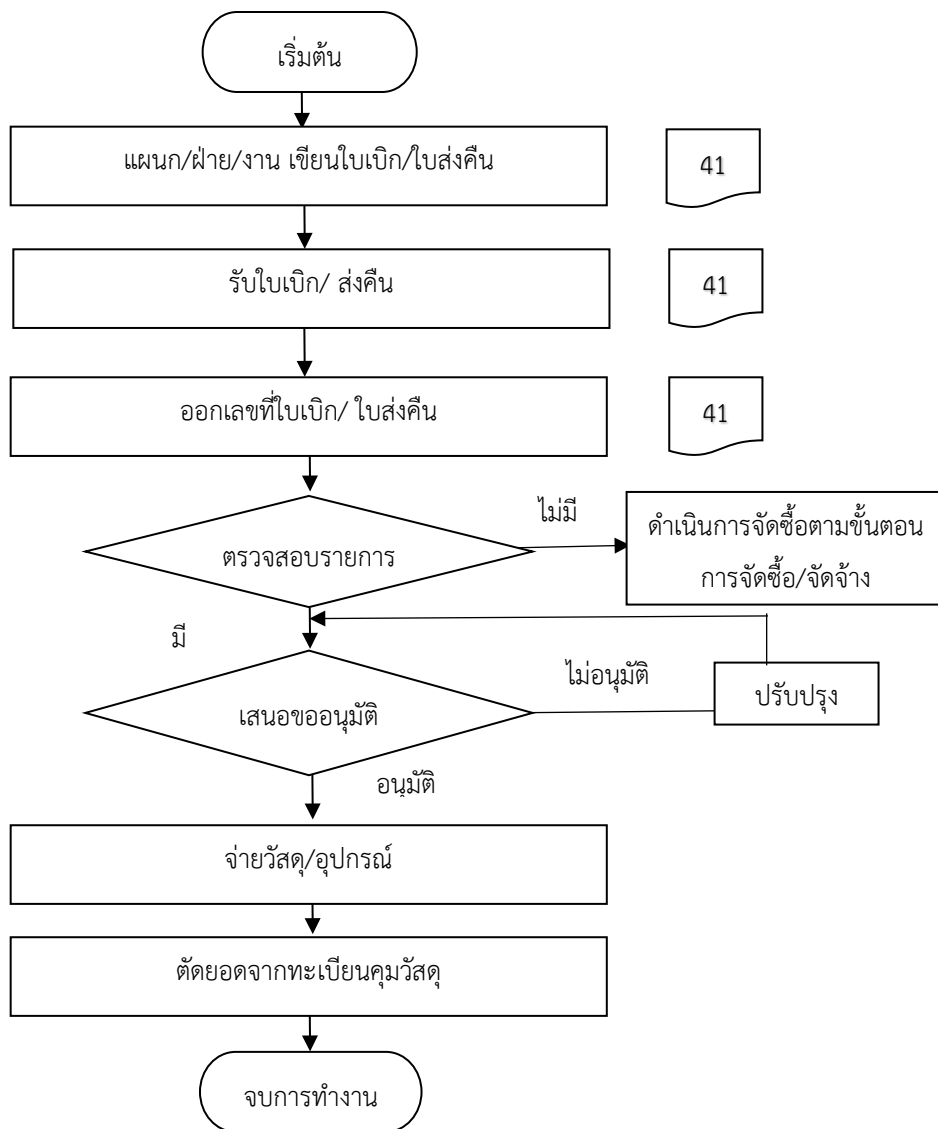 เริ่มต้น
แผนก/ฝ่าย/งาน เขียนใบเบิก/ใบส่งคืน
41
รับใบเบิก/ ส่งคืน
41
ออกเลขที่ใบเบิก/ ใบส่งคืน
41
ไม่มี
ดำเนินการจัดซื้อตามขั้นตอน
การจัดซื้อ/จัดจ้าง
ตรวจสอบรายการ
มี
ไม่อนุมัติ
ปรับปรุง
เสนอขออนุมัติ
อนุมัติ
จ่ายวัสดุ/อุปกรณ์
ตัดยอดจากทะเบียนคุมวัสดุ
จบการทำงาน